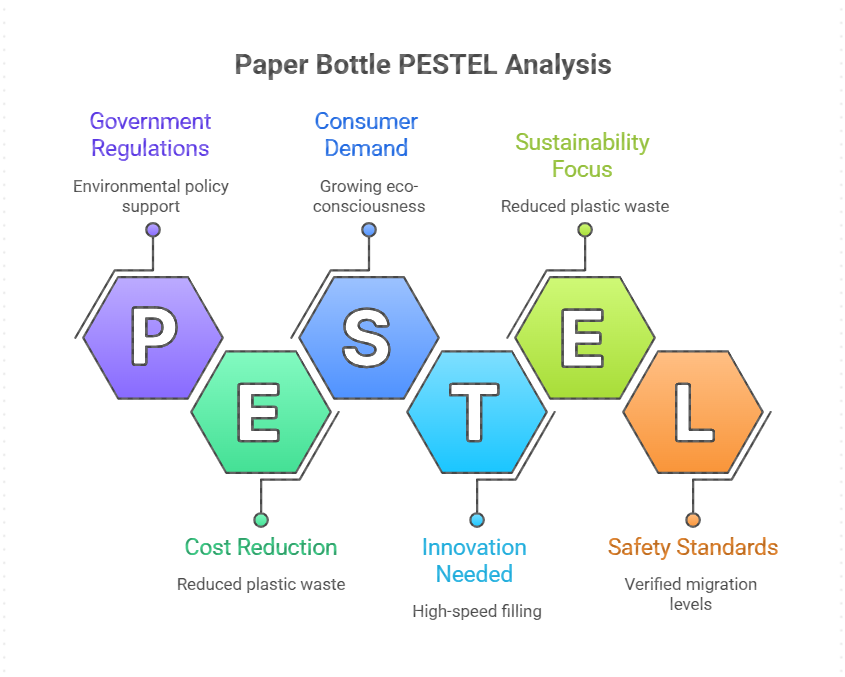 Paper Bottle PESTEL Analysis
Government
Regulations
Environmental policy
support
Consumer
Demand
Growing eco-
consciousness
Sustainability
Focus
Reduced plastic waste
P
E
S
T
E
L
Cost Reduction
Reduced plastic waste
Innovation
Needed
High-speed filling
Safety Standards
Verified migration
levels